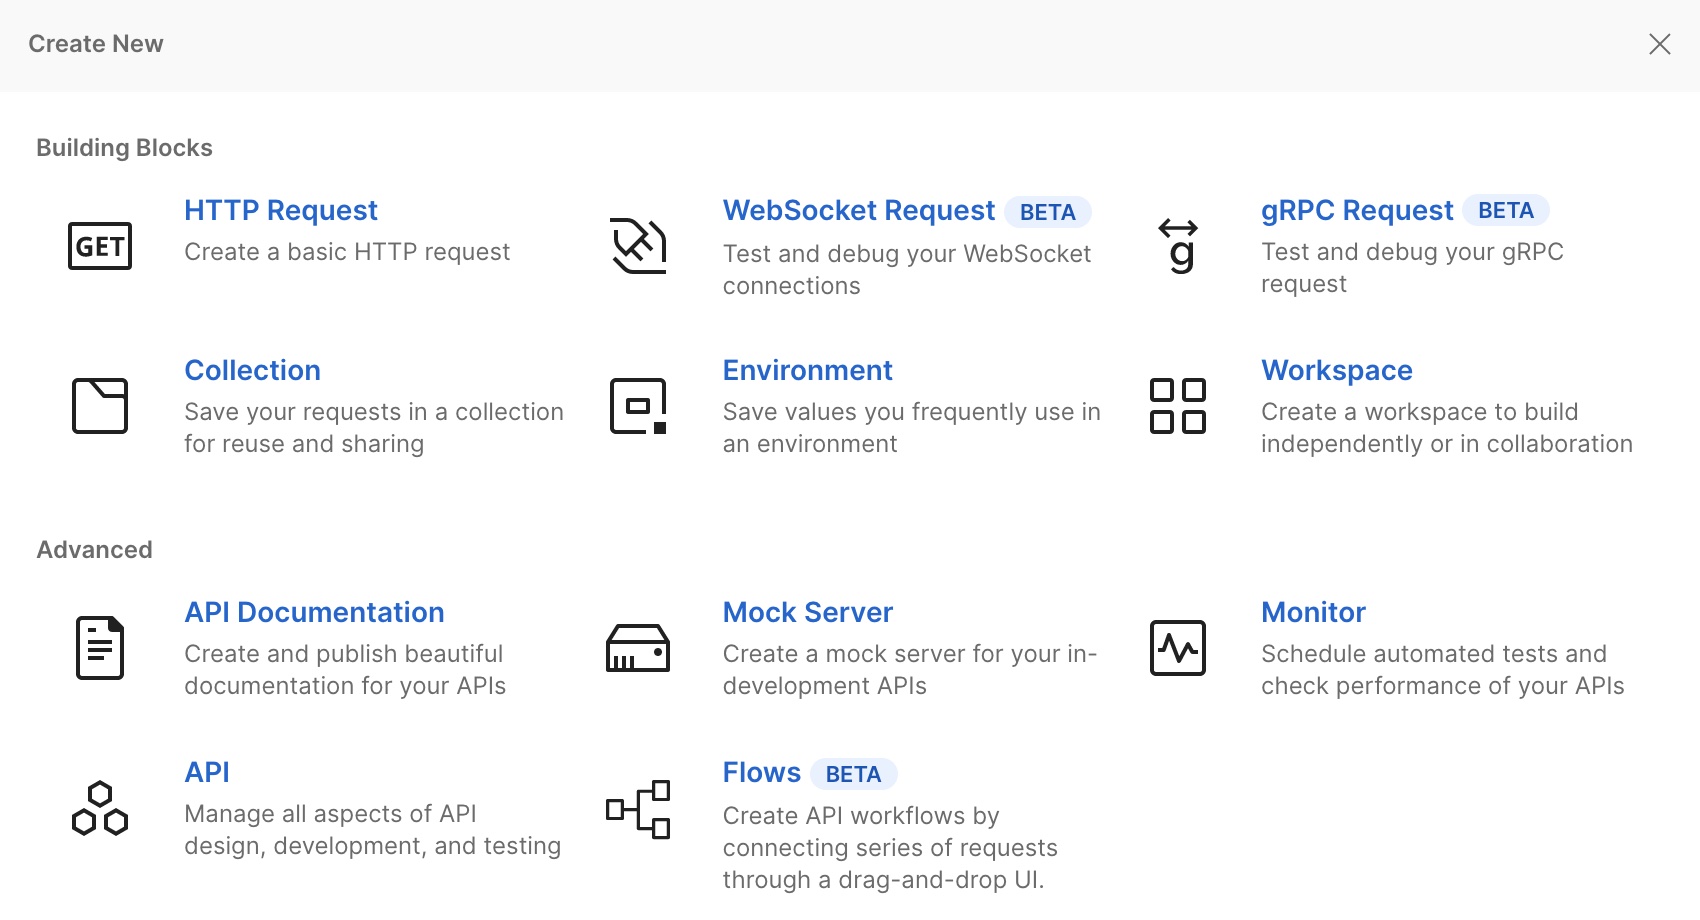 Create New
Building Blocks
GET
HTTP Request
Create a basic HTTP request
WebSocket Request BETA
Test and debug your WebSocket
connections
g
gRPC Request BETA
Test and debug your gRPC
request
Collection
Save your requests in a collection
for reuse and sharing
Environment
Save values you frequently use in
an environment
Workspace
Create a workspace to build
independently or in collaboration
Advanced
API Documentation
Create and publish beautiful
documentation for your APIs
Mock Server
Create a mock server for your in-
development APIs
Monitor
Schedule automated tests and
check performance of your APIs
API
Manage all aspects of API
design, development, and testing
Flows BETA
Create API workflows by
connecting series of requests
through a drag-and-drop UI.